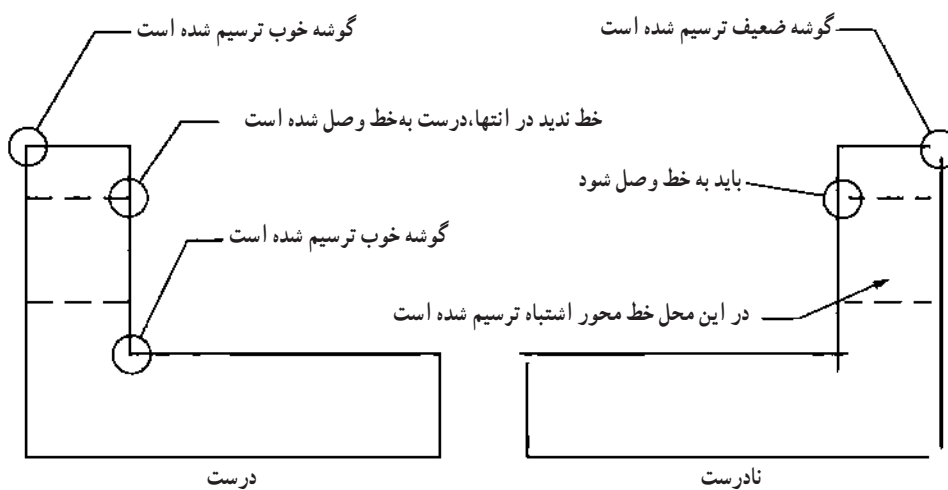 گوشه ضعیف ترسیم شده است
گوشه خوب ترسیم شده است
خط ندید در انتها،درست به‌خط وصل شده است
باید به خط وصل شود
گوشه خوب ترسیم شده است
در این محل خط محور اشتباه ترسیم شده است
نادرست
درست